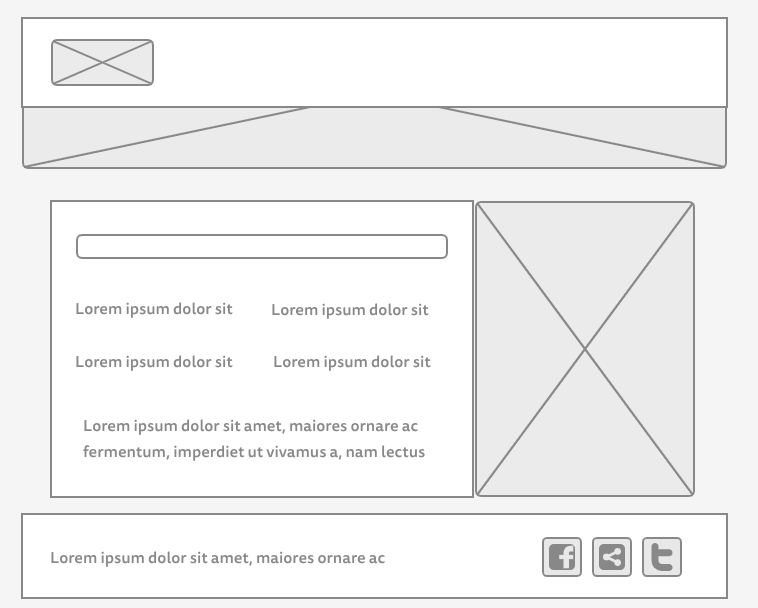 Lorem ipsum dolor sit
Lorem ipsum dolor sit
Lorem ipsum dolor sit
Lorem ipsum dolor sit
Lorem ipsum dolor sit amet, maiores ornare ac
fermentum, imperdiet ut vivamus a, nam lectus
Lorem ipsum dolor sit amet, maiores ornare ac